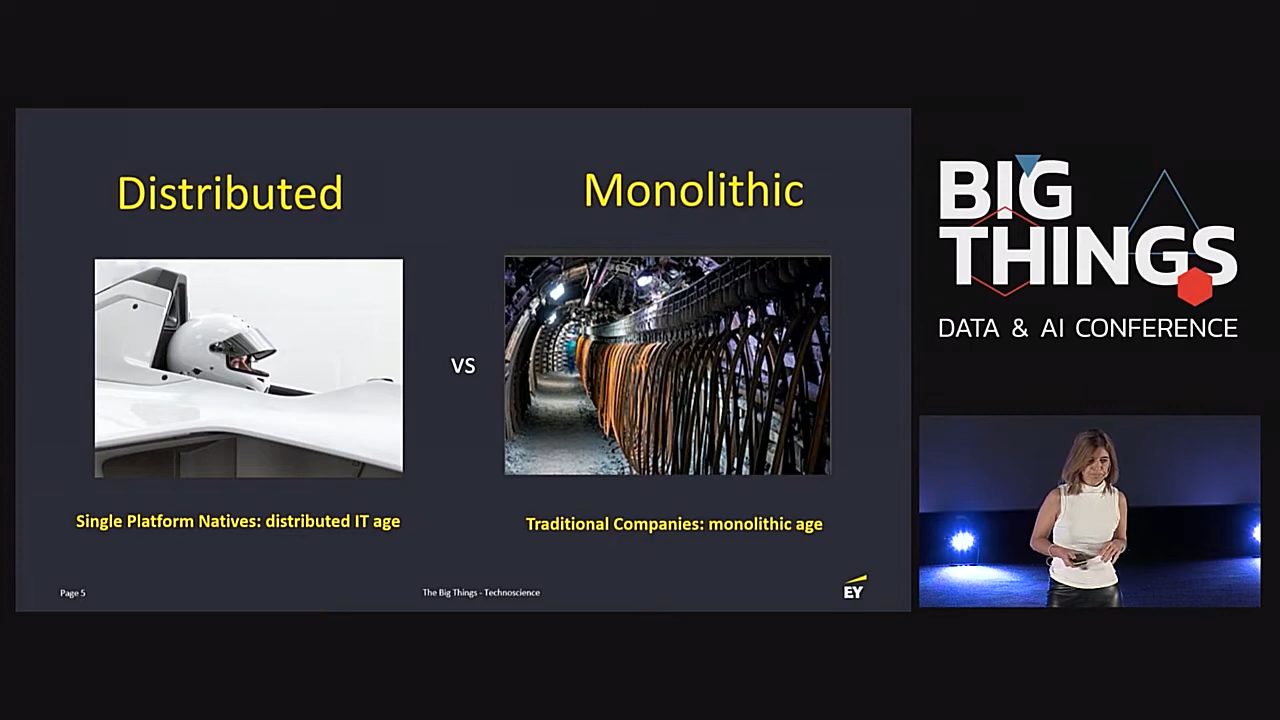 Distributed
Monolithic
VS
Single Platform Natives: distributed IT age
Traditional Companies: monolithic age
Page 5
The Big Things - Technoscience
EY
BIG
THINGS
DATA & AI CONFERENCE